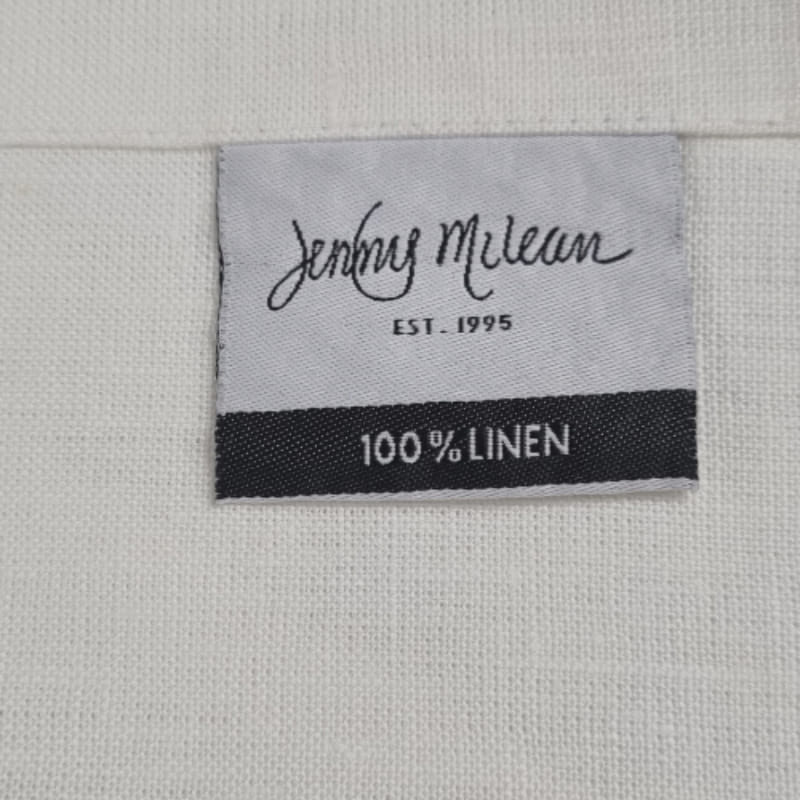 Jenny Mclean
EST. 1995
100% LINEN